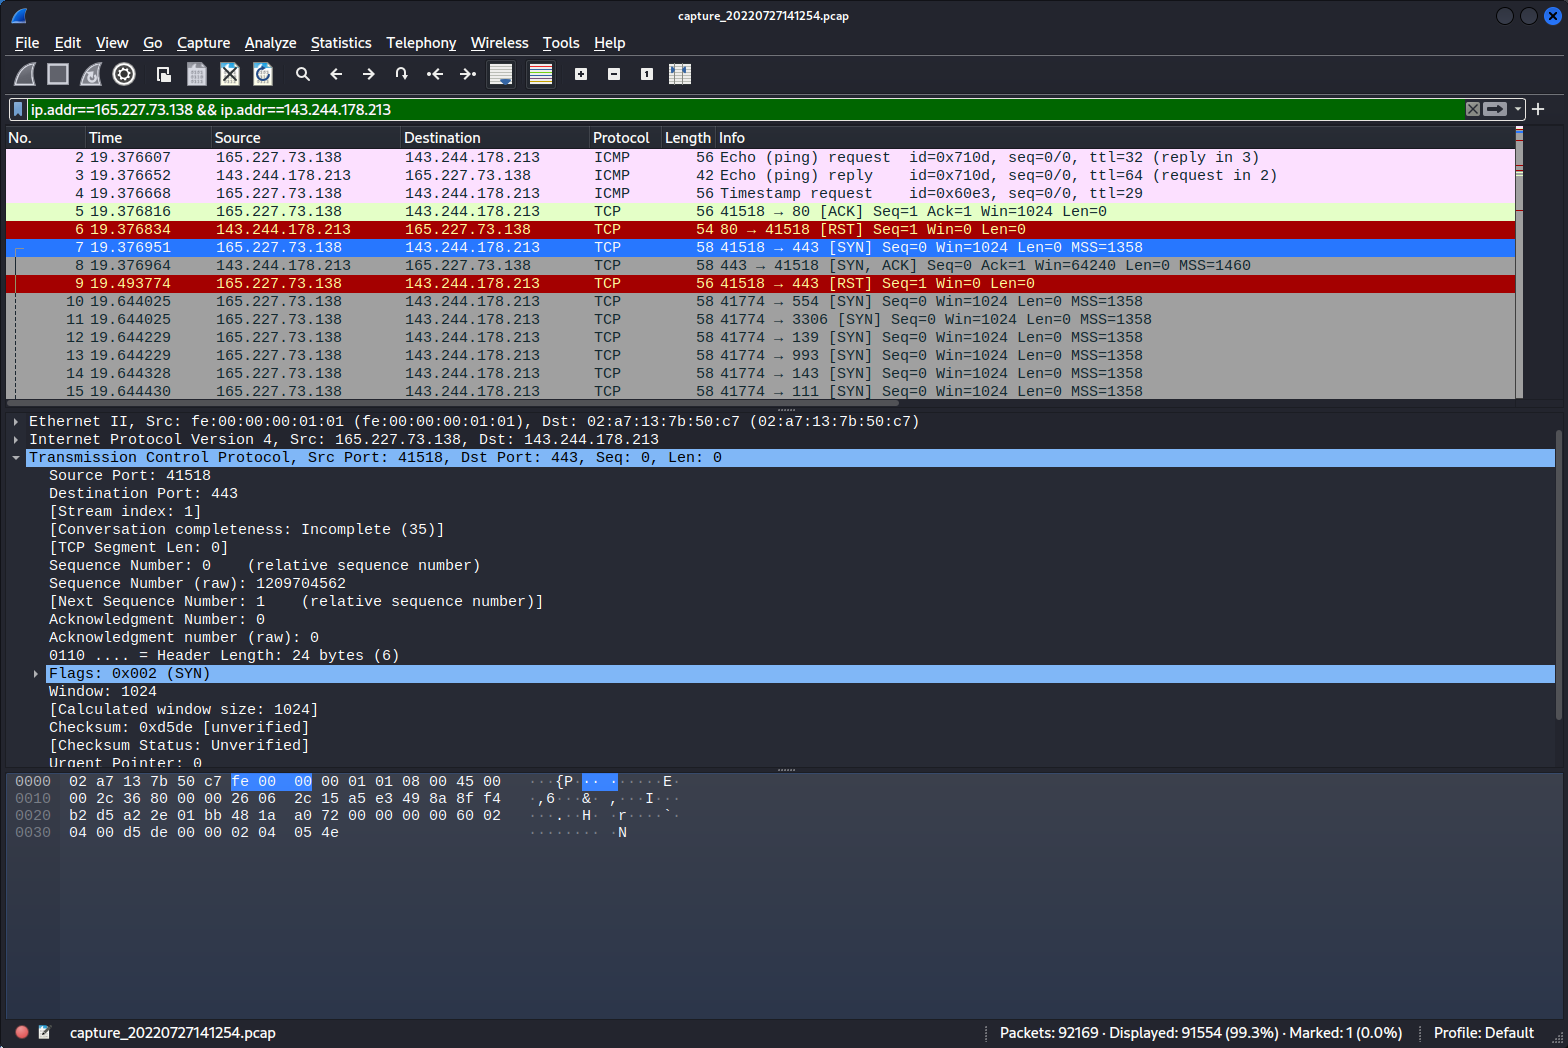 capture_20220727141254.pcap
File Edit View Go Capture Analyze Statistics Telephony Wireless Tools Help
ip.addr==165.227.73.138 && ip.addr==143.244.178.213
No. Time Source Destination Protocol Length Info
2 19.376607 165.227.73.138 143.244.178.213 ICMP 56 Echo (ping) request id=0x710d, seq=0/0, ttl=32 (reply in 3)
3 19.376652 143.244.178.213 165.227.73.138 ICMP 42 Echo (ping) reply id=0x710d, seq=0/0, ttl=64 (request in 2)
4 19.376668 165.227.73.138 143.244.178.213 ICMP 56 Timestamp request id=0x60e3, seq=0/0, ttl=29
5 19.376816 165.227.73.138 143.244.178.213 TCP 56 41518 → 80 [ACK] Seq=1 Ack=1 Win=1024 Len=0
6 19.376834 143.244.178.213 165.227.73.138 TCP 54 80 → 41518 [RST] Seq=1 Win=0 Len=0
7 19.376951 165.227.73.138 143.244.178.213 TCP 58 41518 → 443 [SYN] Seq=0 Win=1024 Len=0 MSS=1358
8 19.376964 143.244.178.213 165.227.73.138 TCP 58 443 → 41518 [SYN, ACK] Seq=0 Ack=1 Win=64240 Len=0 MSS=1460
9 19.493774 165.227.73.138 143.244.178.213 TCP 56 41518 → 443 [RST] Seq=1 Win=0 Len=0
10 19.644025 165.227.73.138 143.244.178.213 TCP 58 41774 → 554 [SYN] Seq=0 Win=1024 Len=0 MSS=1358
11 19.644025 165.227.73.138 143.244.178.213 TCP 58 41774 → 3306 [SYN] Seq=0 Win=1024 Len=0 MSS=1358
12 19.644229 165.227.73.138 143.244.178.213 TCP 58 41774 → 139 [SYN] Seq=0 Win=1024 Len=0 MSS=1358
13 19.644229 165.227.73.138 143.244.178.213 TCP 58 41774 → 993 [SYN] Seq=0 Win=1024 Len=0 MSS=1358
14 19.644328 165.227.73.138 143.244.178.213 TCP 58 41774 → 143 [SYN] Seq=0 Win=1024 Len=0 MSS=1358
15 19.644430 165.227.73.138 143.244.178.213 TCP 58 41774 → 111 [SYN] Seq=0 Win=1024 Len=0 MSS=1358
Ethernet II, Src: fe:00:00:00:01:01 (fe:00:00:00:01:01), Dst: 02:a7:13:7b:50:c7 (02:a7:13:7b:50:c7)
Internet Protocol Version 4, Src: 165.227.73.138, Dst: 143.244.178.213
Transmission Control Protocol, Src Port: 41518, Dst Port: 443, Seq: 0, Len: 0
Source Port: 41518
Destination Port: 443
[Stream index: 1]
[Conversation completeness: Incomplete (35)]
[TCP Segment Len: 0]
Sequence Number: 0 (relative sequence number)
Sequence Number (raw): 1209704562
[Next Sequence Number: 1 (relative sequence number)]
Acknowledgment Number: 0
Acknowledgment number (raw): 0
0110 .... = Header Length: 24 bytes (6)
Flags: 0x002 (SYN)
Window: 1024
[Calculated window size: 1024]
Checksum: 0xd5de [unverified]
[Checksum Status: Unverified]
Urgent Pointer: 0
0000 02 a7 13 7b 50 c7 fe 00 00 00 01 01 08 00 45 00 ···{P··· ······E·
0010 00 2c 36 80 00 00 26 06 2c 15 a5 e3 49 8a 8f f4 ·,6···&· ,···I···
0020 b2 d5 a2 2e 01 bb 48 1a a0 72 00 00 00 00 60 02 ···.··H· ·r····`·
0030 04 00 d5 de 00 00 02 04 05 4e ········ ·N
capture_20220727141254.pcap
Packets: 92169 · Displayed: 91554 (99.3%) · Marked: 1 (0.0%)
Profile: Default